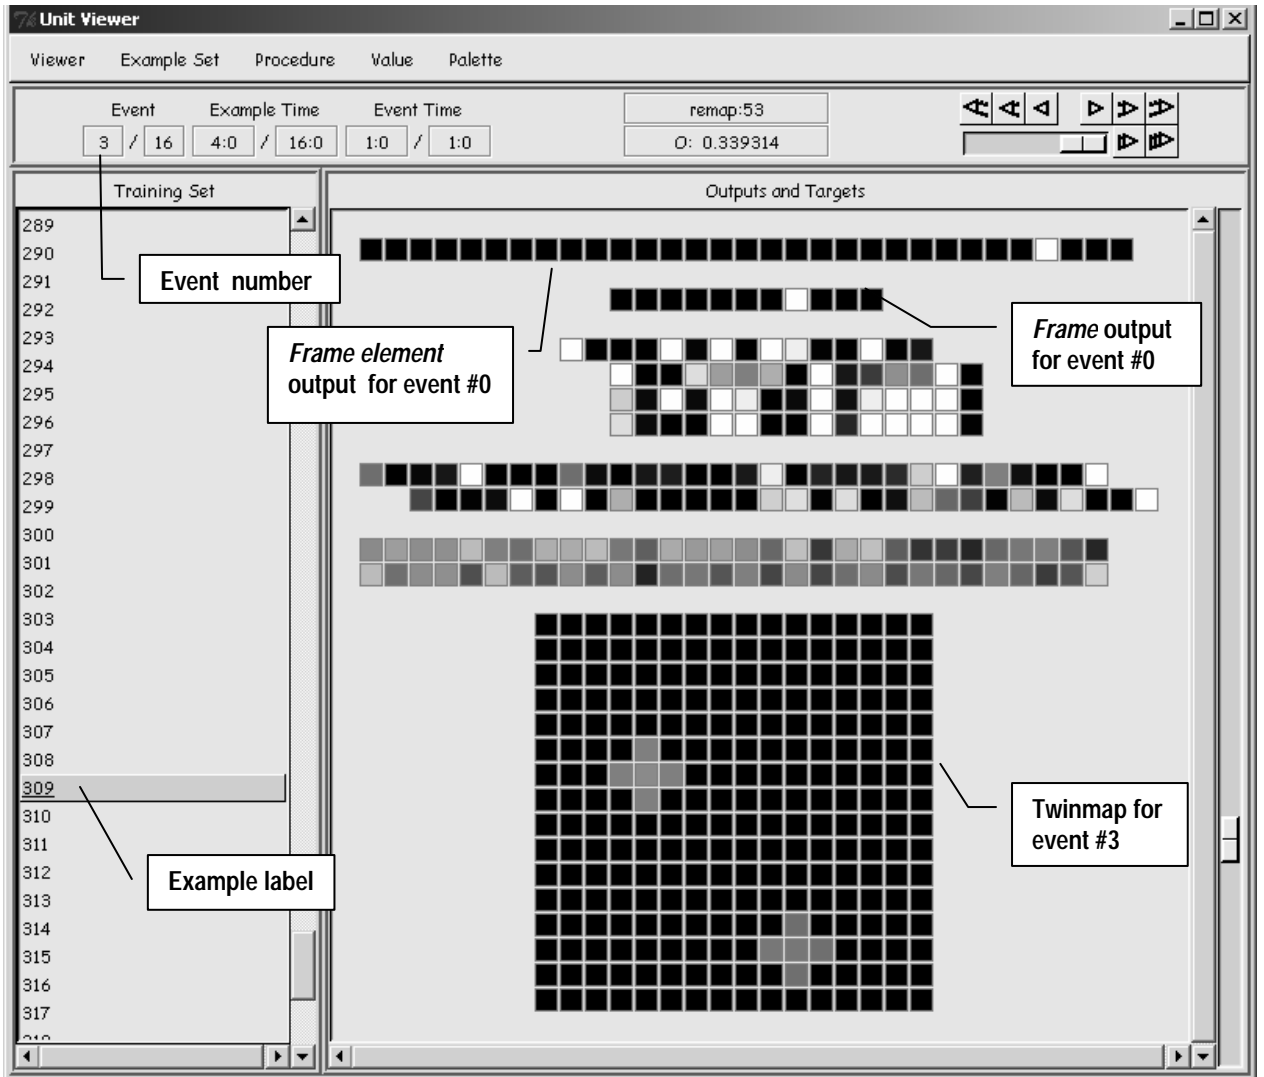 Unit Viewer
Viewer Example Set Procedure Value Palette
Event Example Time Event Time
3 / 16 4:0 / 16:0 1:0 / 1:0
remap:53
O: 0.339314
Training Set
Outputs and Targets
289
290
291
292
293
294
295
296
297
298
299
300
301
302
303
304
305
306
307
308
309
310
311
312
313
314
315
316
317
Event number
Frame element
output for event #0
Frame output
for event #0
Twinmap for
event #3
Example label